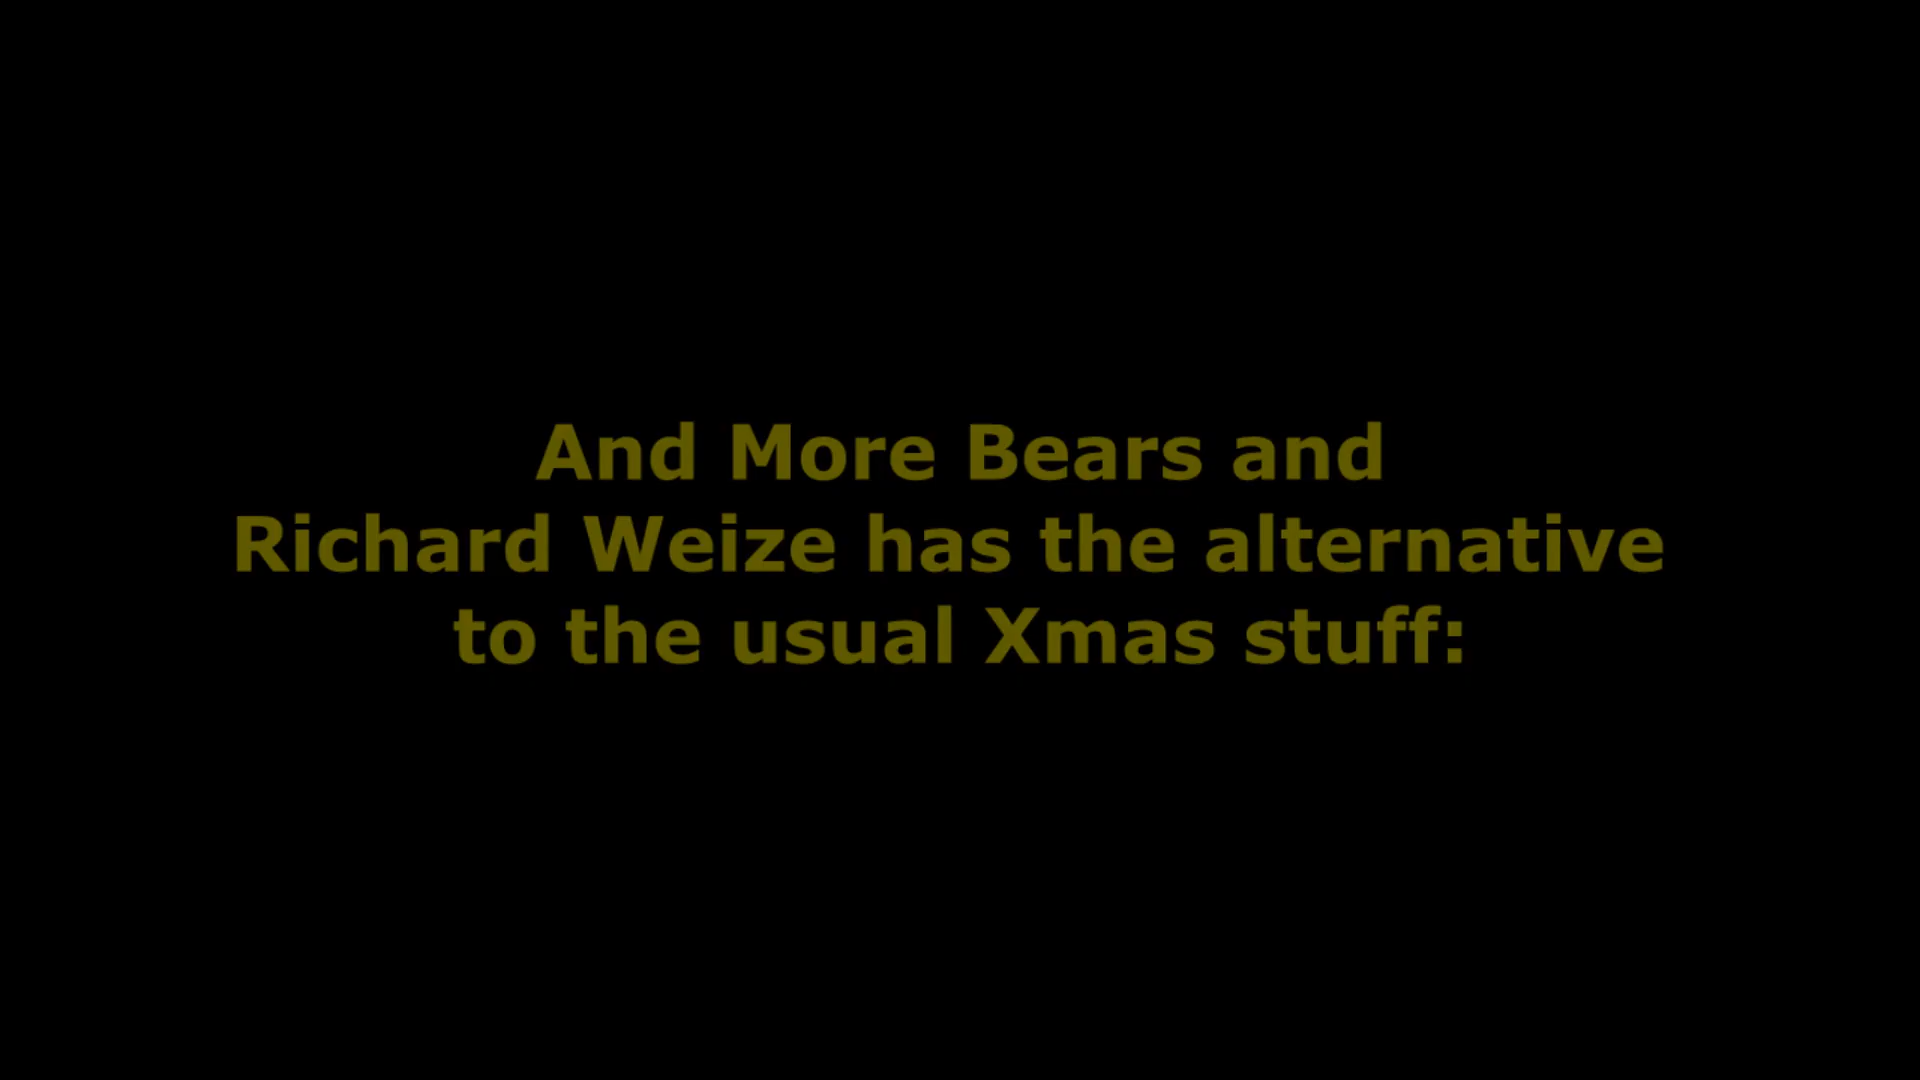 And More Bears and
Richard Weize has the alternative
to the usual Xmas stuff: